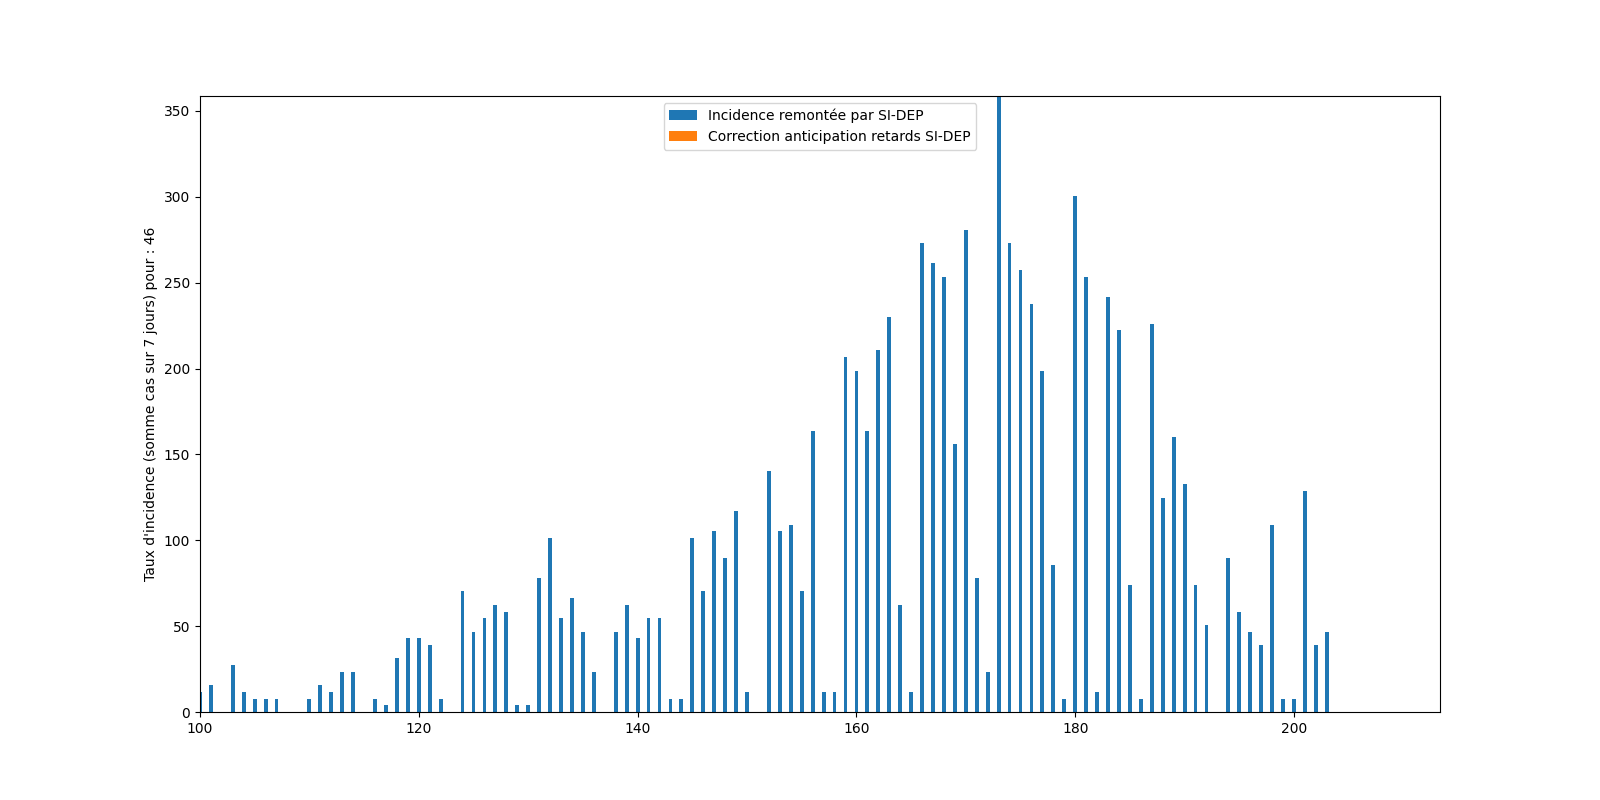 Incidence remontée par SI-DEP
Correction anticipation retards SI-DEP
Taux d'incidence (somme cas sur 7 jours) pour : 46
350
300
250
200
150
100
50
0
100 120 140 160 180 200